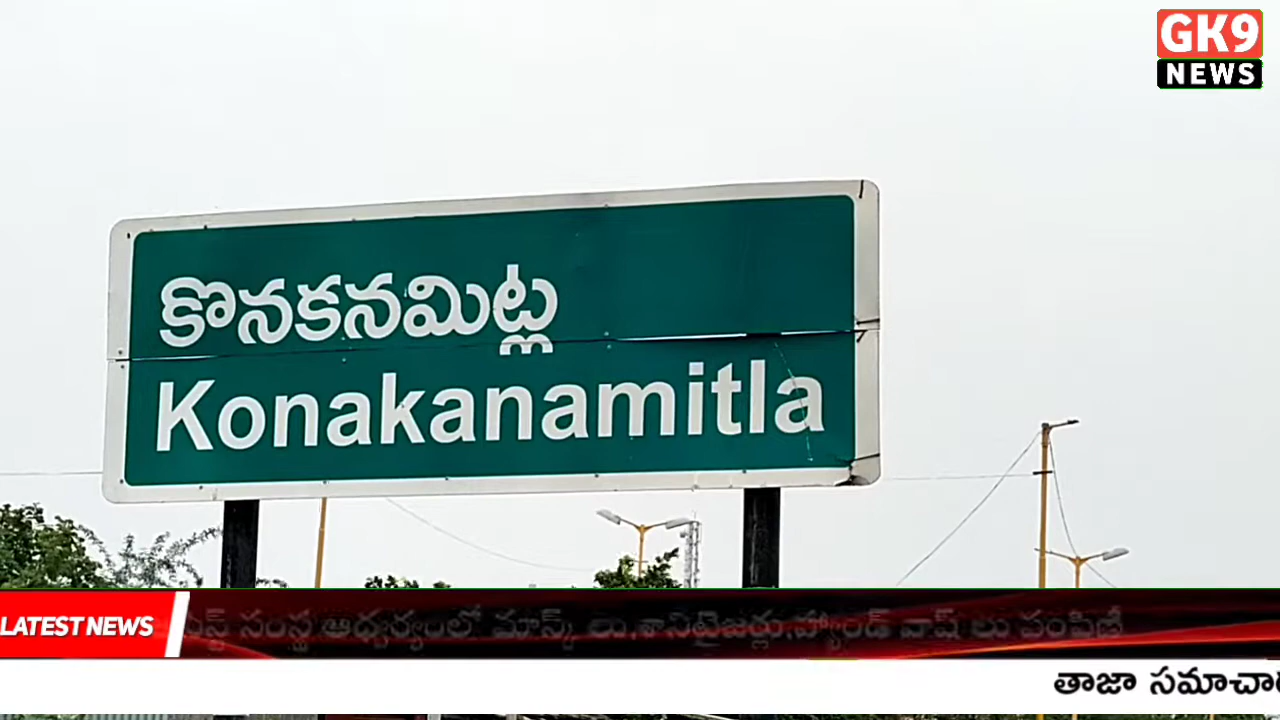 GK9
NEWS
కొనకనమిట్ల
Konakanamitla
LATEST NEWS
సంస్థ ఆధ్వర్యంలో మాస్క్ లు,శానిటైజర్లు,హ్యాండ్ వాష్ లు పంపిణీ
తాజా